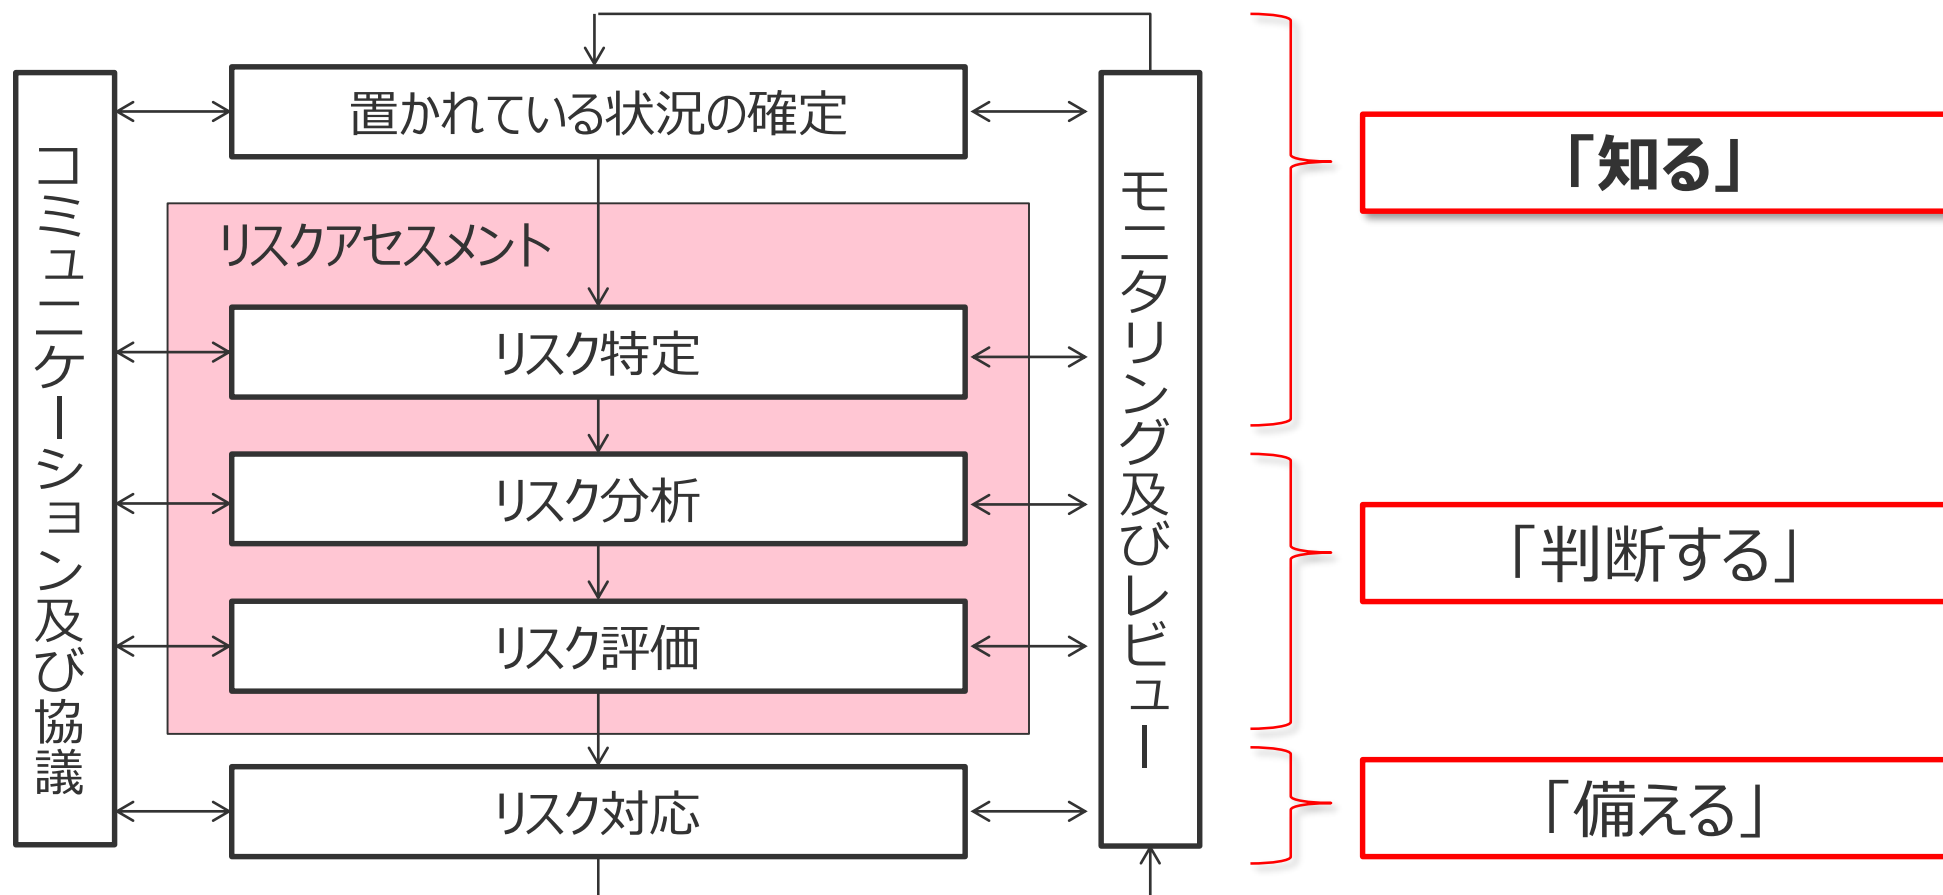 コミュニケーション及び協議
置かれている状況の確定
リスクアセスメント
リスク特定
リスク分析
リスク評価
リスク対応
モニタリング及びレビュー
「知る」
「判断する」
「備える」